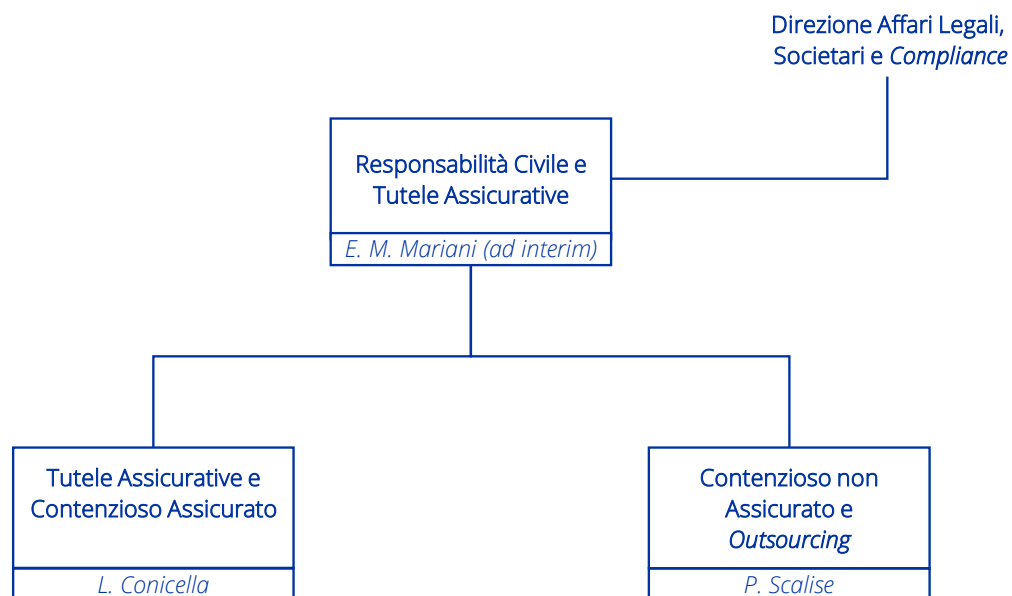 Direzione Affari Legali,
Societari e Compliance
Responsabilità Civile e
Tutele Assicurative
E. M. Mariani (ad interim)
Tutele Assicurative e
Contenzioso Assicurato
L. Conicella
Contenzioso non
Assicurato e
Outsourcing
P. Scalise